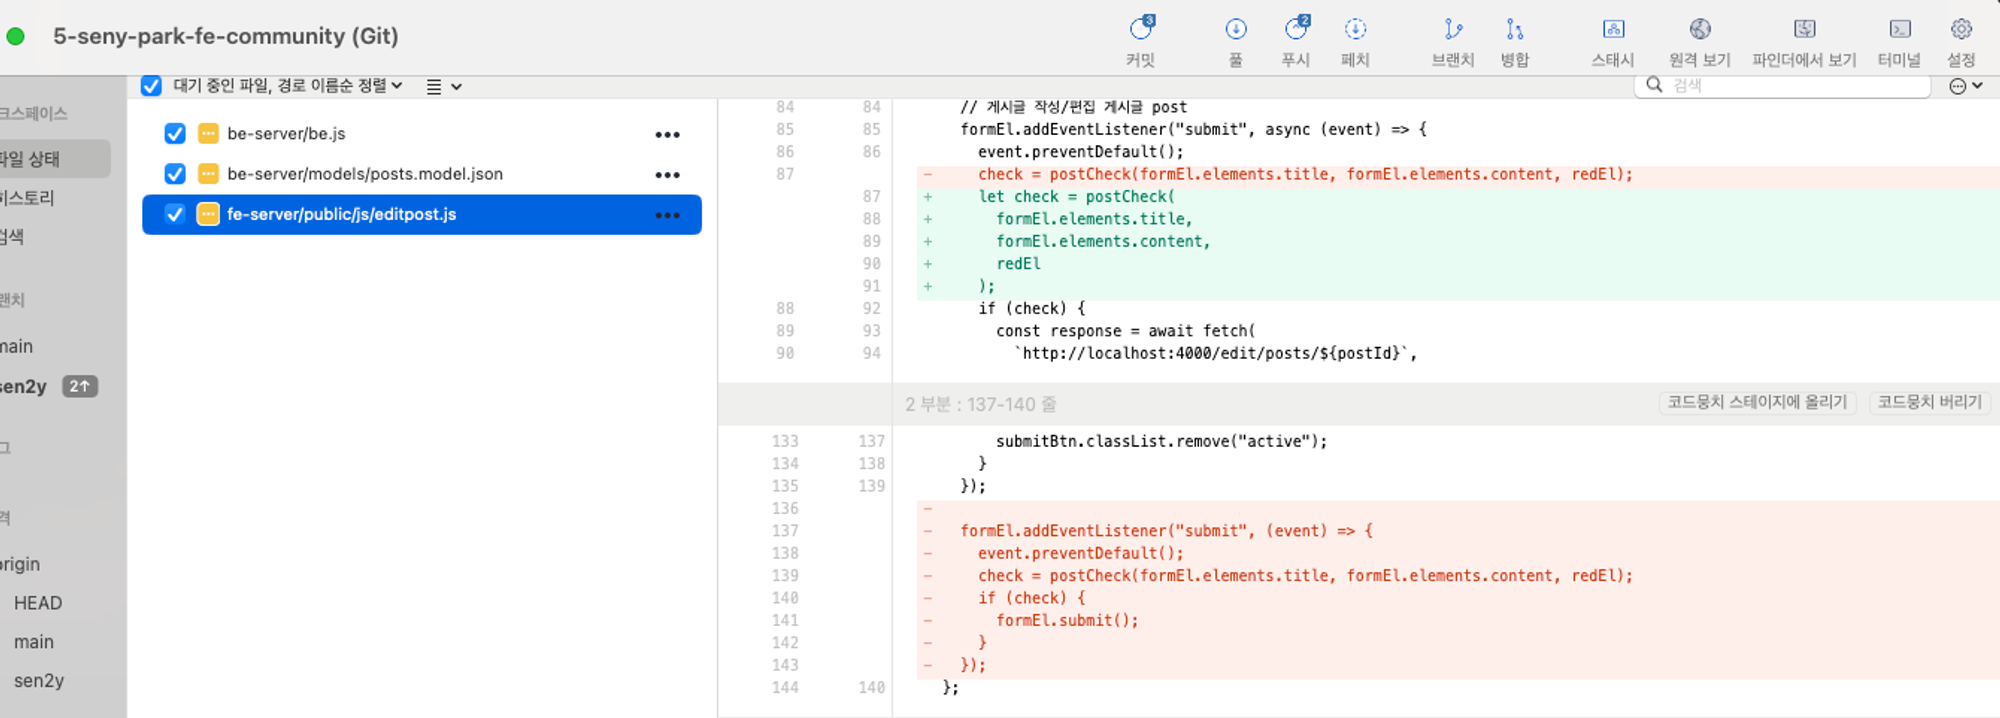 5-seny-park-fe-community (Git)
3
2
커밋
풀
푸시
페치
브랜치
병합
스태시
원격 보기
파인더에서 보기
터미널
설정
대기 중인 파일, 경로 이름순 정렬
검색
크스페이스
파일 상태
히스토리
검색
랜치
main
sen2y 2↑
그
격
origin
HEAD
main
sen2y
be-server/be.js
be-server/models/posts.model.json
fe-server/public/js/editpost.js
84 84 // 게시글 작성/편집 게시글 post
85 85 formEl.addEventListener("submit", async (event) => {
86 86 event.preventDefault();
87 - check = postCheck(formEl.elements.title, formEl.elements.content, redEl);
87 + let check = postCheck(
88 + formEl.elements.title,
89 + formEl.elements.content,
90 + redEl
91 + );
88 92 if (check) {
89 93 const response = await fetch(
90 94 `http://localhost:4000/edit/posts/${postId}`,
2 부분 : 137-140 줄
코드뭉치 스테이지에 올리기
코드뭉치 버리기
133 137 submitBtn.classList.remove("active");
134 138 }
135 139 });
136 -
137 - formEl.addEventListener("submit", (event) => {
138 - event.preventDefault();
139 - check = postCheck(formEl.elements.title, formEl.elements.content, redEl);
140 - if (check) {
141 - formEl.submit();
142 - }
143 - });
144 140 };